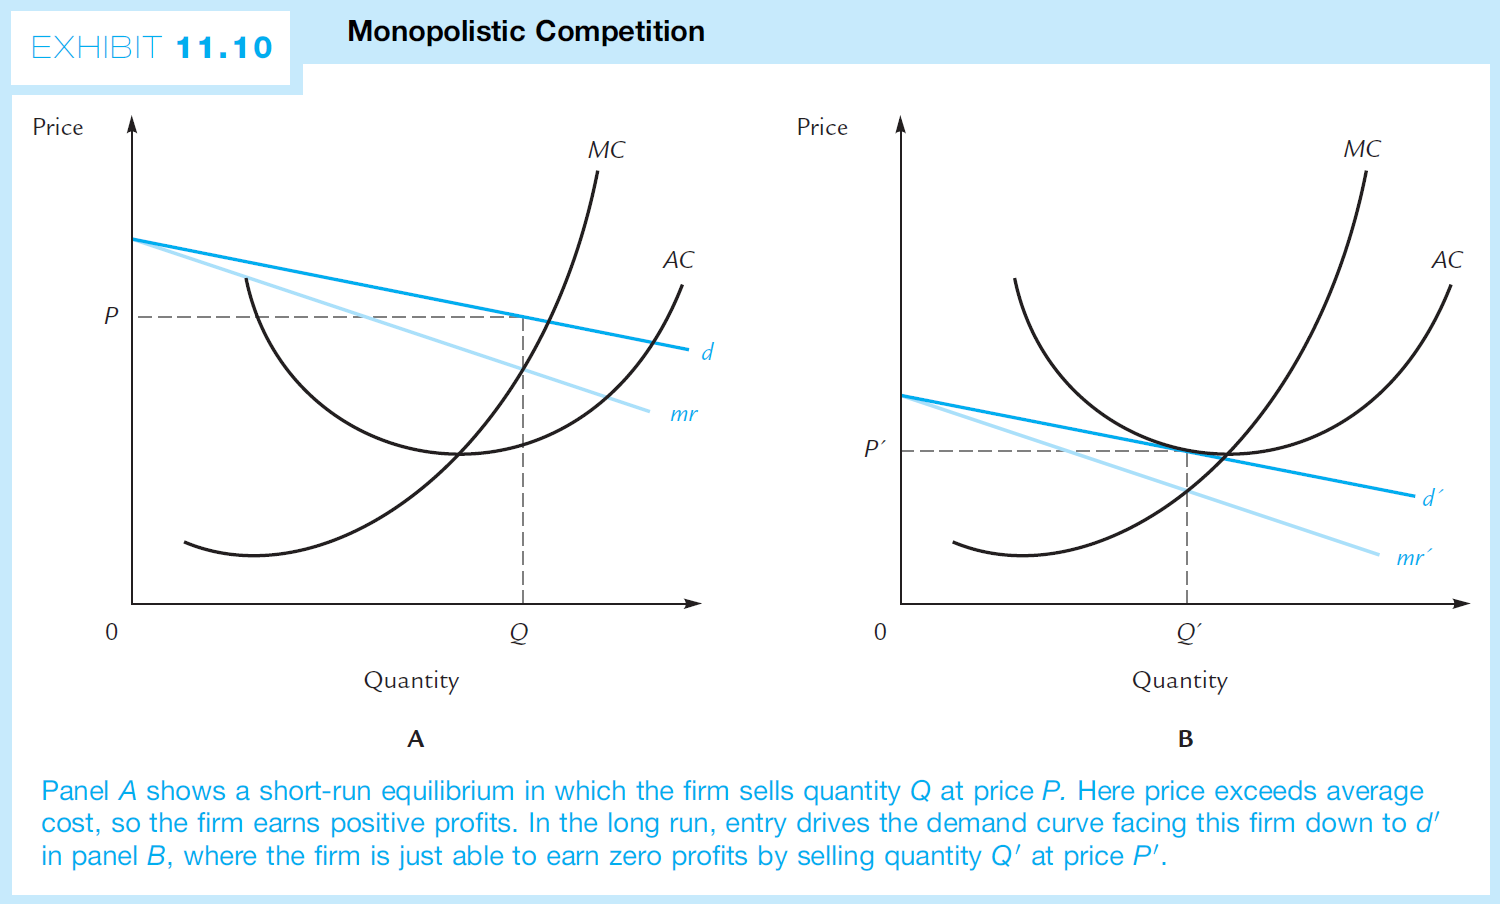 EXHIBIT 11.10
Monopolistic Competition
Price
MC
AC
P
d
mr
0
Q
Quantity
A
Price
MC
AC
P′
d′
mr′
0
Q′
Quantity
B
Panel A shows a short-run equilibrium in which the firm sells quantity Q at price P. Here price exceeds average
cost, so the firm earns positive profits. In the long run, entry drives the demand curve facing this firm down to d′
in panel B, where the firm is just able to earn zero profits by selling quantity Q′ at price P′.